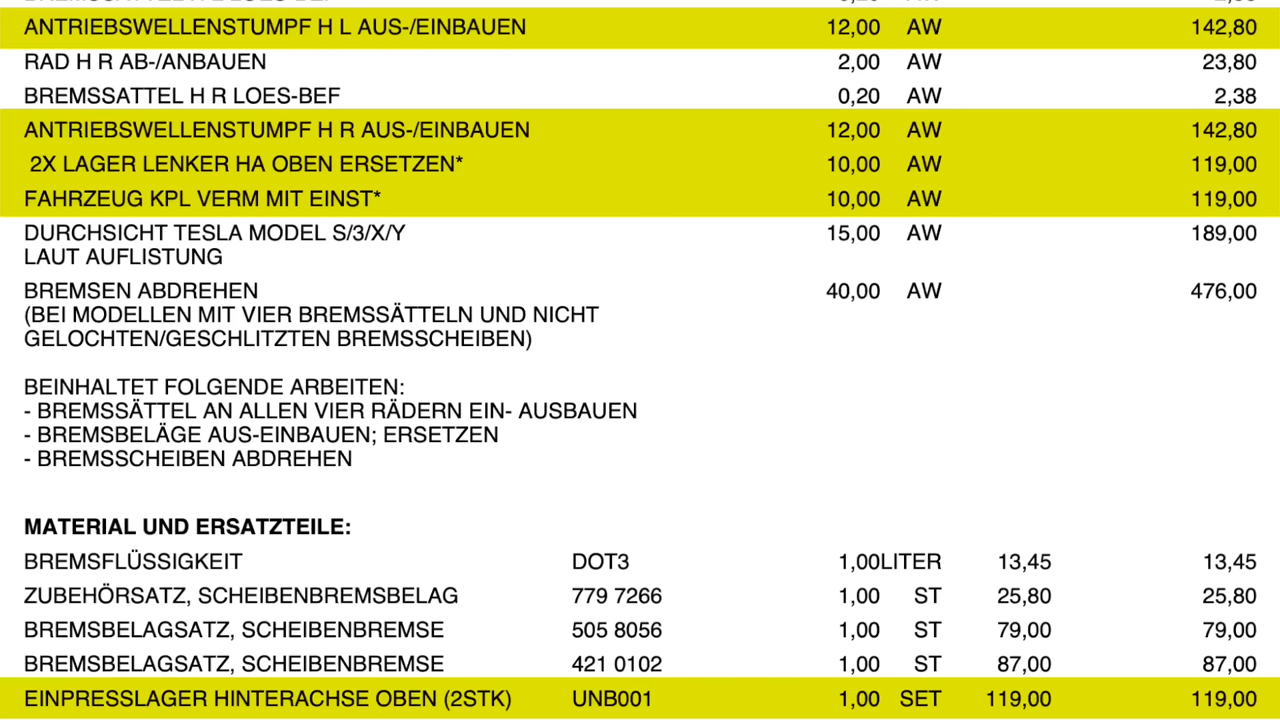 ANTRIEBSWELLENSTUMPF H L AUS-/EINBAUEN 12,00 AW 142,80
RAD H R AB-/ANBAUEN 2,00 AW 23,80
BREMSSATTEL H R LOES-BEF 0,20 AW 2,38
ANTRIEBSWELLENSTUMPF H R AUS-/EINBAUEN 12,00 AW 142,80
2X LAGER LENKER HA OBEN ERSETZEN* 10,00 AW 119,00
FAHRZEUG KPL VERM MIT EINST* 10,00 AW 119,00
DURCHSICHT TESLA MODEL S/3/X/Y 15,00 AW 189,00
LAUT AUFLISTUNG
BREMSEN ABDREHEN 40,00 AW 476,00
(BEI MODELLEN MIT VIER BREMSSÄTTELN UND NICHT
GELOCHTEN/GESCHLITZTEN BREMSSCHEIBEN)
BEINHALTET FOLGENDE ARBEITEN:
- BREMSSÄTTEL AN ALLEN VIER RÄDERN EIN- AUSBAUEN
- BREMSBELÄGE AUS-EINBAUEN; ERSETZEN
- BREMSSCHEIBEN ABDREHEN
MATERIAL UND ERSATZTEILE:
BREMSFLÜSSIGKEIT DOT3 1,00LITER 13,45 13,45
ZUBEHÖRSATZ, SCHEIBENBREMSBELAG 779 7266 1,00 ST 25,80 25,80
BREMSBELAGSATZ, SCHEIBENBREMSE 505 8056 1,00 ST 79,00 79,00
BREMSBELAGSATZ, SCHEIBENBREMSE 421 0102 1,00 ST 87,00 87,00
EINPRESSLAGER HINTERACHSE OBEN (2STK) UNB001 1,00 SET 119,00 119,00